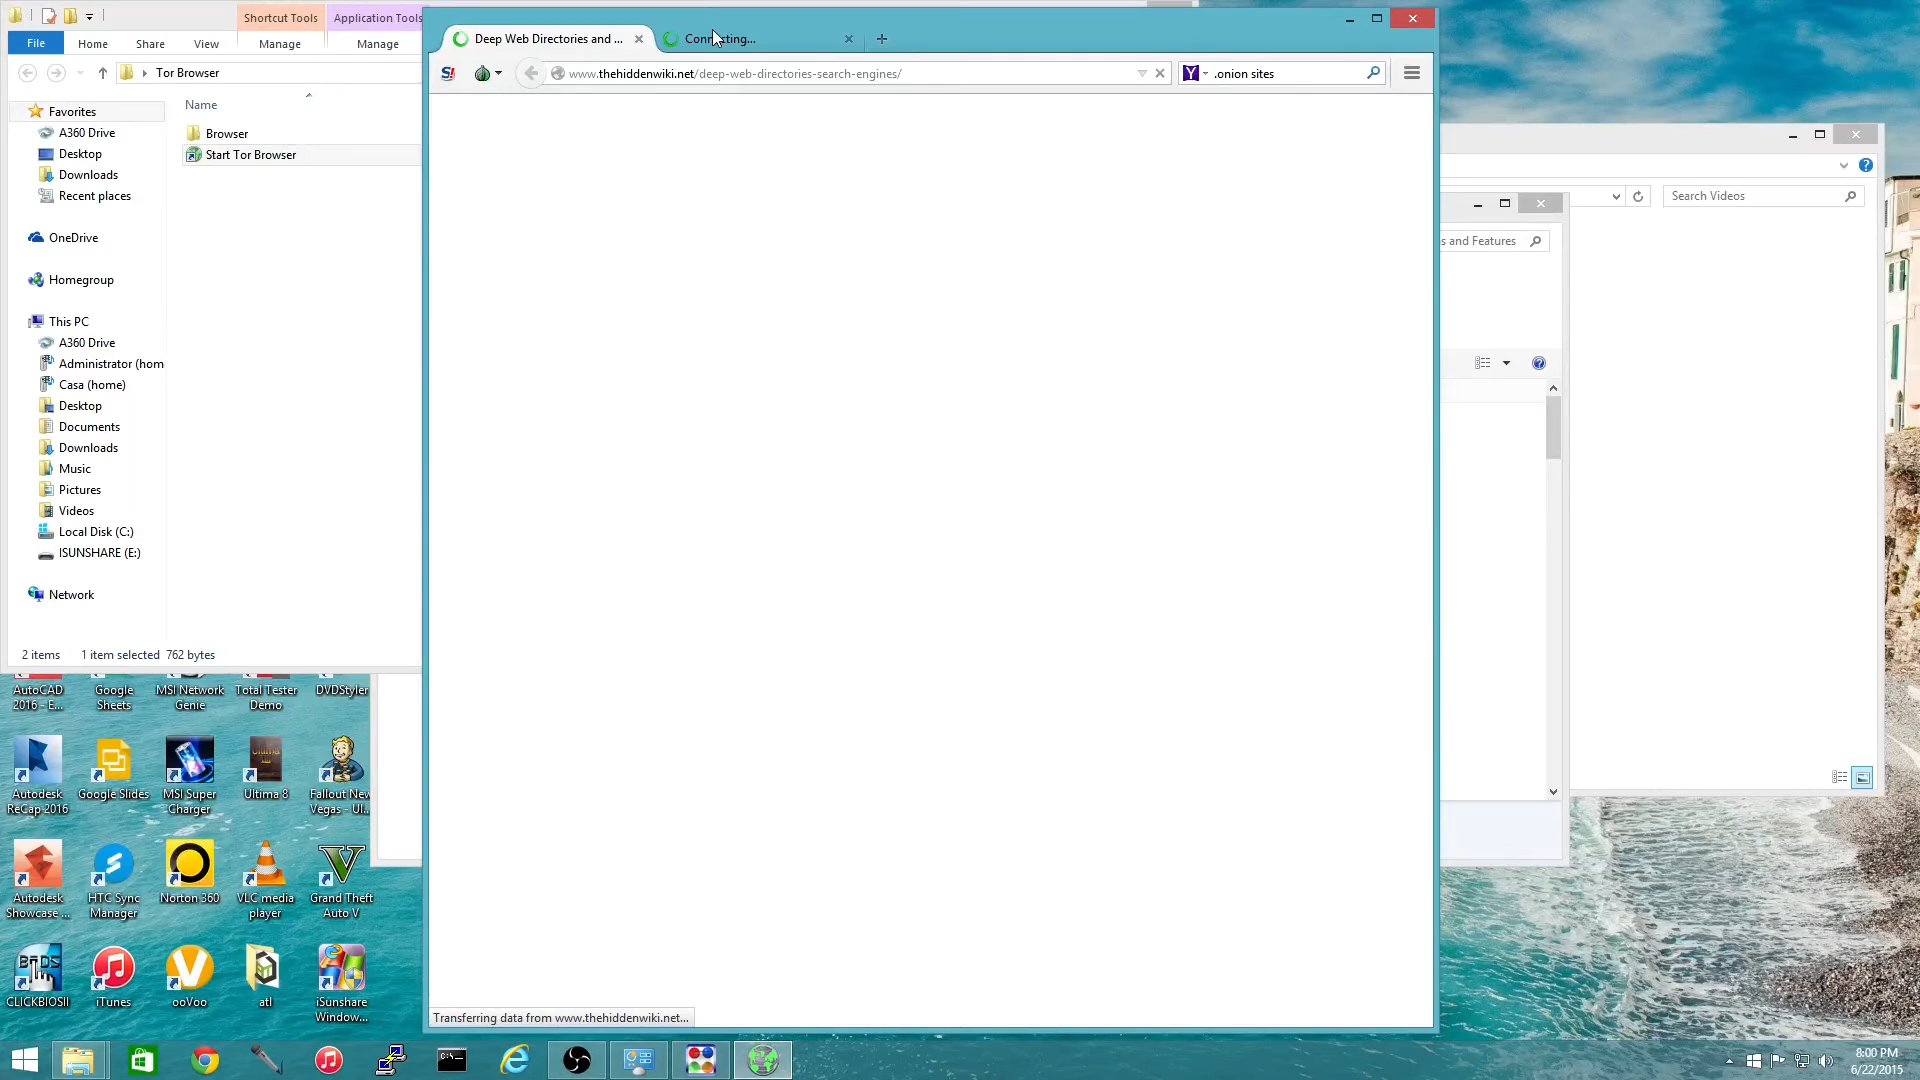 Shortcut Tools
Application Tools
File
Home
Share
View
Manage
Manage
Tor Browser
Favorites
A360 Drive
Desktop
Downloads
Recent places
OneDrive
Homegroup
This PC
A360 Drive
Administrator (hom
Casa (home)
Desktop
Documents
Downloads
Music
Pictures
Videos
Local Disk (C:)
ISUNSHARE (E:)
Network
Name
Browser
Start Tor Browser
2 items 1 item selected 762 bytes
Deep Web Directories and ...
Connecting...
www.thehiddenwiki.net/deep-web-directories-search-engines/
.onion sites
Transferring data from www.thehiddenwiki.net...
Search Videos
s and Features
AutoCAD
2016 - E...
Google
Sheets
MSI Network
Genie
Total Tester
Demo
DVDStyler
Autodesk
ReCap 2016
Google Slides
MSI Super
Charger
Ultima 8
Fallout New
Vegas - Ul...
Autodesk
Showcase ...
HTC Sync
Manager
Norton 360
VLC media
player
Grand Theft
Auto V
CLICKBIOSII
iTunes
ooVoo
atl
iSunshare
Window...
8:00 PM
6/22/2015